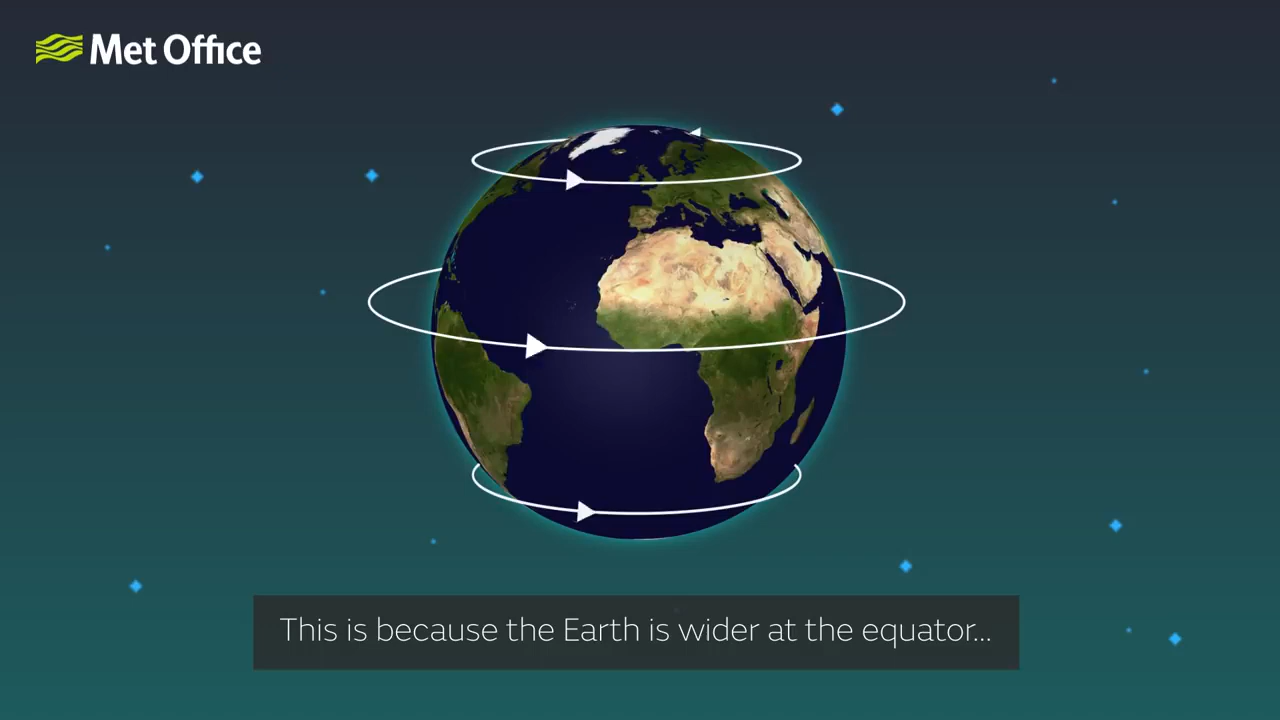 Met Office
This is because the Earth is wider at the equator...